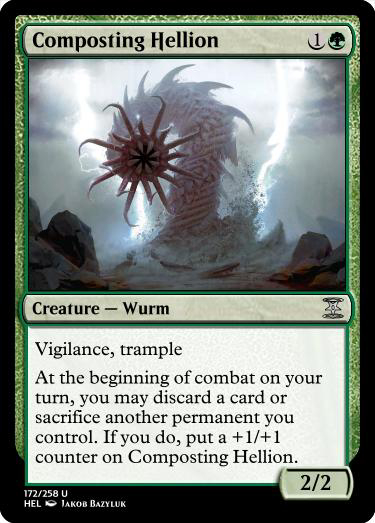 Composting Hellion 1
Creature — Wurm
Vigilance, trample
At the beginning of combat on your
turn, you may discard a card or
sacrifice another permanent you
control. If you do, put a +1/+1
counter on Composting Hellion.
2/2
172/258 U
HEL Jakob Bazyluk